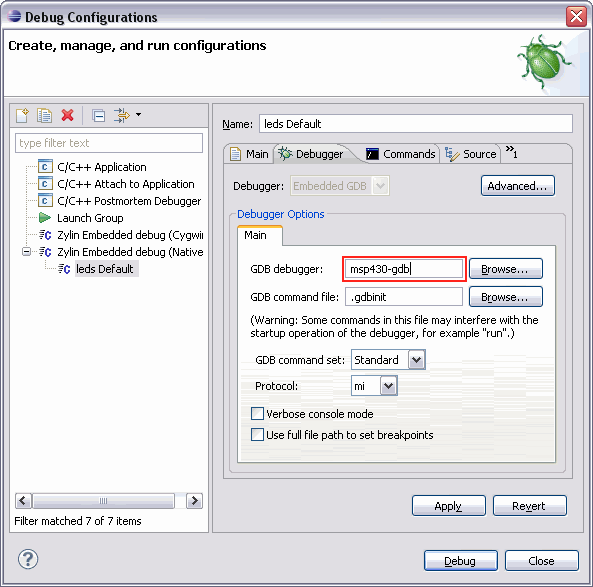 Debug Configurations
Create, manage, and run configurations
type filter text
C/C++ Application
C/C++ Attach to Application
C/C++ Postmortem Debugger
Launch Group
Zylin Embedded debug (Cygwi
Zylin Embedded debug (Native
leds Default
Filter matched 7 of 7 items
Name: leds Default
Main Debugger Commands Source »1
Debugger: Embedded GDB Advanced...
Debugger Options
Main
GDB debugger: msp430-gdb Browse...
GDB command file: .gdbinit Browse...
(Warning: Some commands in this file may interfere with the
startup operation of the debugger, for example "run".)
GDB command set: Standard
Protocol: mi
Verbose console mode
Use full file path to set breakpoints
Apply Revert
? Debug Close